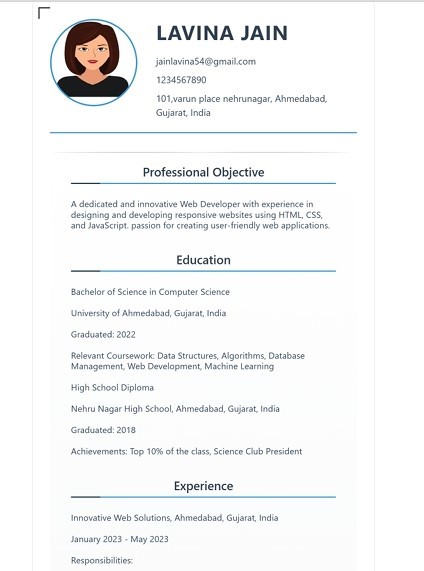 LAVINA JAIN
jainlavina54@gmail.com
1234567890
101,varun place nehrunagar, Ahmedabad,
Gujarat, India
Professional Objective
A dedicated and innovative Web Developer with experience in
designing and developing responsive websites using HTML, CSS,
and JavaScript. passion for creating user-friendly web applications.
Education
Bachelor of Science in Computer Science
University of Ahmedabad, Gujarat, India
Graduated: 2022
Relevant Coursework: Data Structures, Algorithms, Database
Management, Web Development, Machine Learning
High School Diploma
Nehru Nagar High School, Ahmedabad, Gujarat, India
Graduated: 2018
Achievements: Top 10% of the class, Science Club President
Experience
Innovative Web Solutions, Ahmedabad, Gujarat, India
January 2023 - May 2023
Responsibilities: